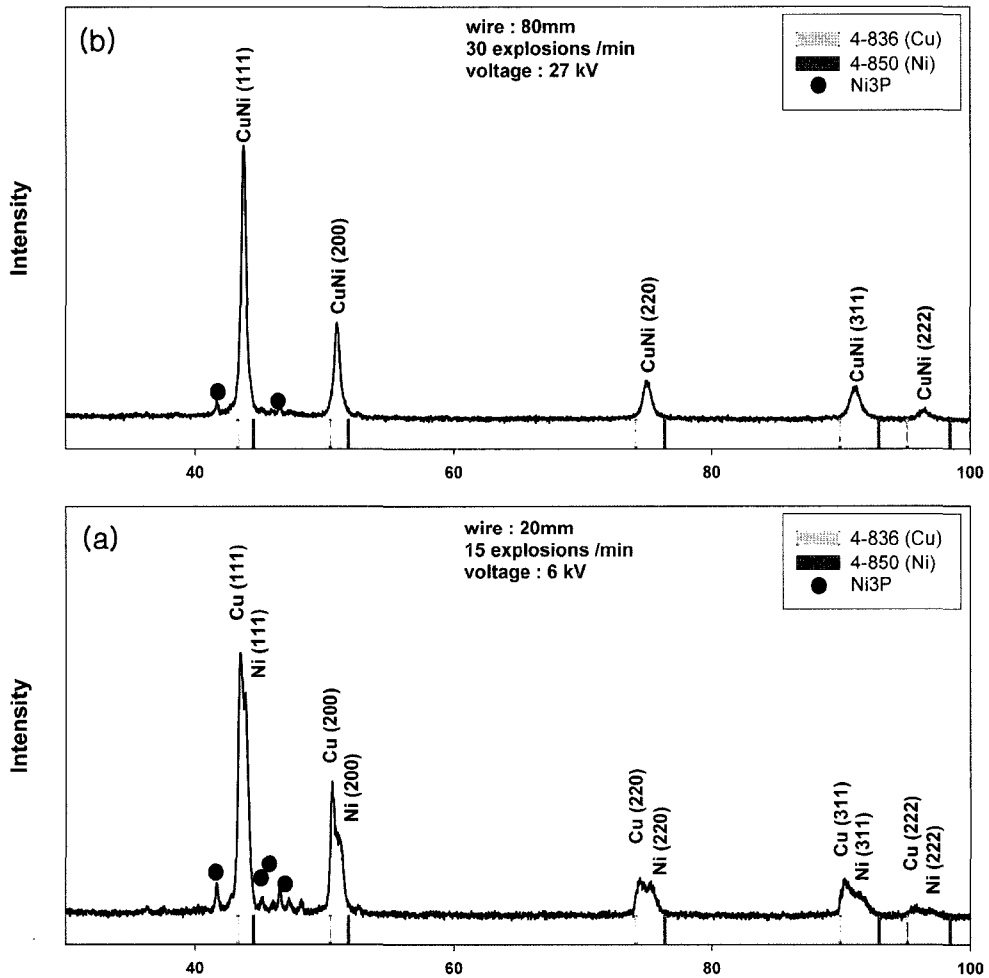 (b)
wire : 80mm
30 explosions /min
voltage : 27 kV
4-836 (Cu)
4-850 (Ni)
Ni3P
Intensity
CuNi (111)
CuNi (200)
CuNi (220)
CuNi (311)
CuNi (222)
40
60
80
100
(a)
wire : 20mm
15 explosions /min
voltage : 6 kV
4-836 (Cu)
4-850 (Ni)
Ni3P
Intensity
Cu (111)
Ni (111)
Cu (200)
Ni (200)
Cu (220)
Ni (220)
Cu (311)
Ni (311)
Cu (222)
Ni (222)
40
60
80
100